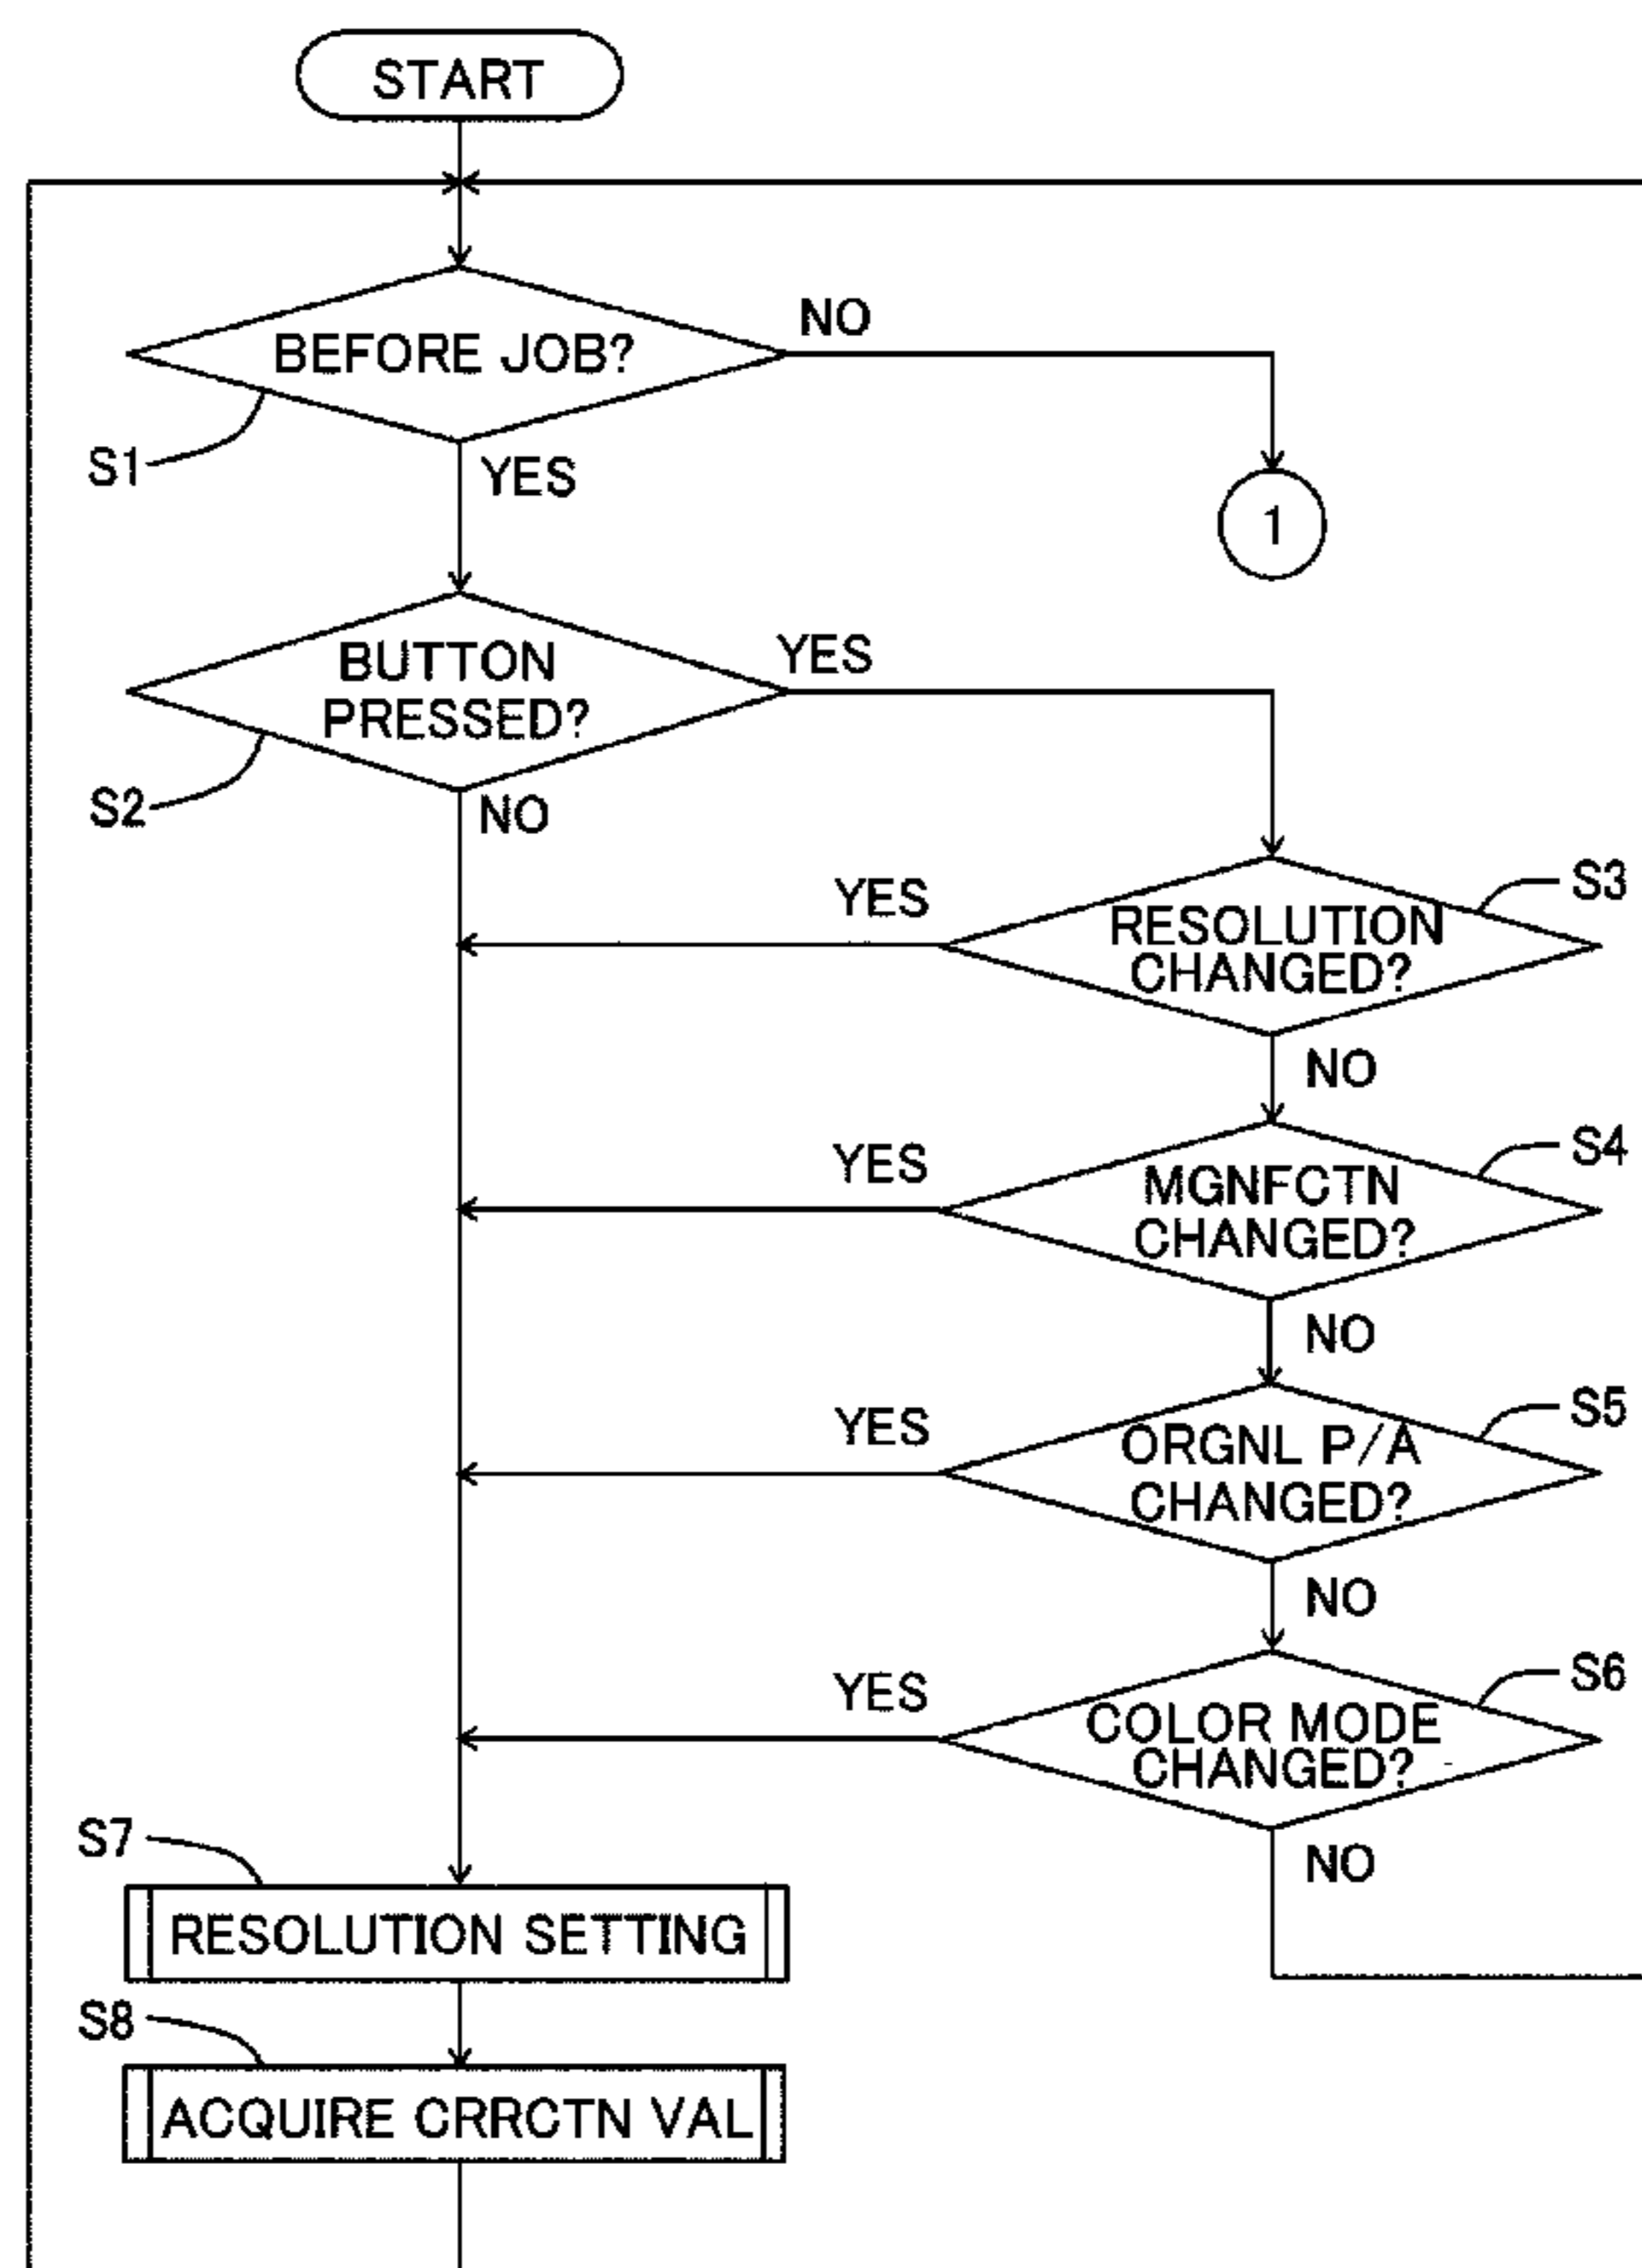 START
BEFORE JOB?
NO
S1
YES
1
BUTTON
PRESSED?
YES
S2
NO
S3
YES
RESOLUTION
CHANGED?
NO
S4
YES
MGNFCTN
CHANGED?
NO
S5
YES
ORGNL P/A
CHANGED?
NO
S6
YES
COLOR MODE
CHANGED?
NO
S7
RESOLUTION SETTING
S8
ACQUIRE CRRCTN VAL